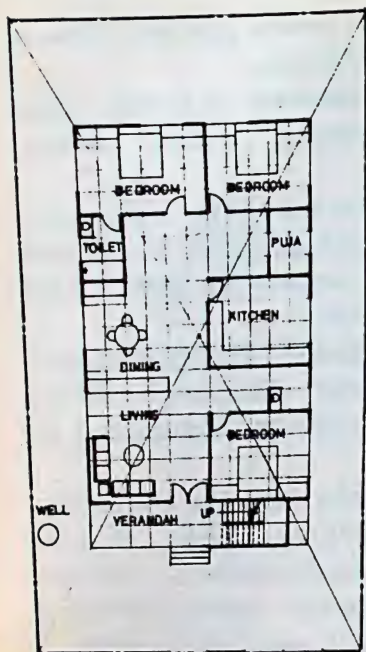 BEDROOM BEDROOM
TOILET PUJA
KITCHEN
DINING
LIVING
BEDROOM
WELL
VERANDAH UP